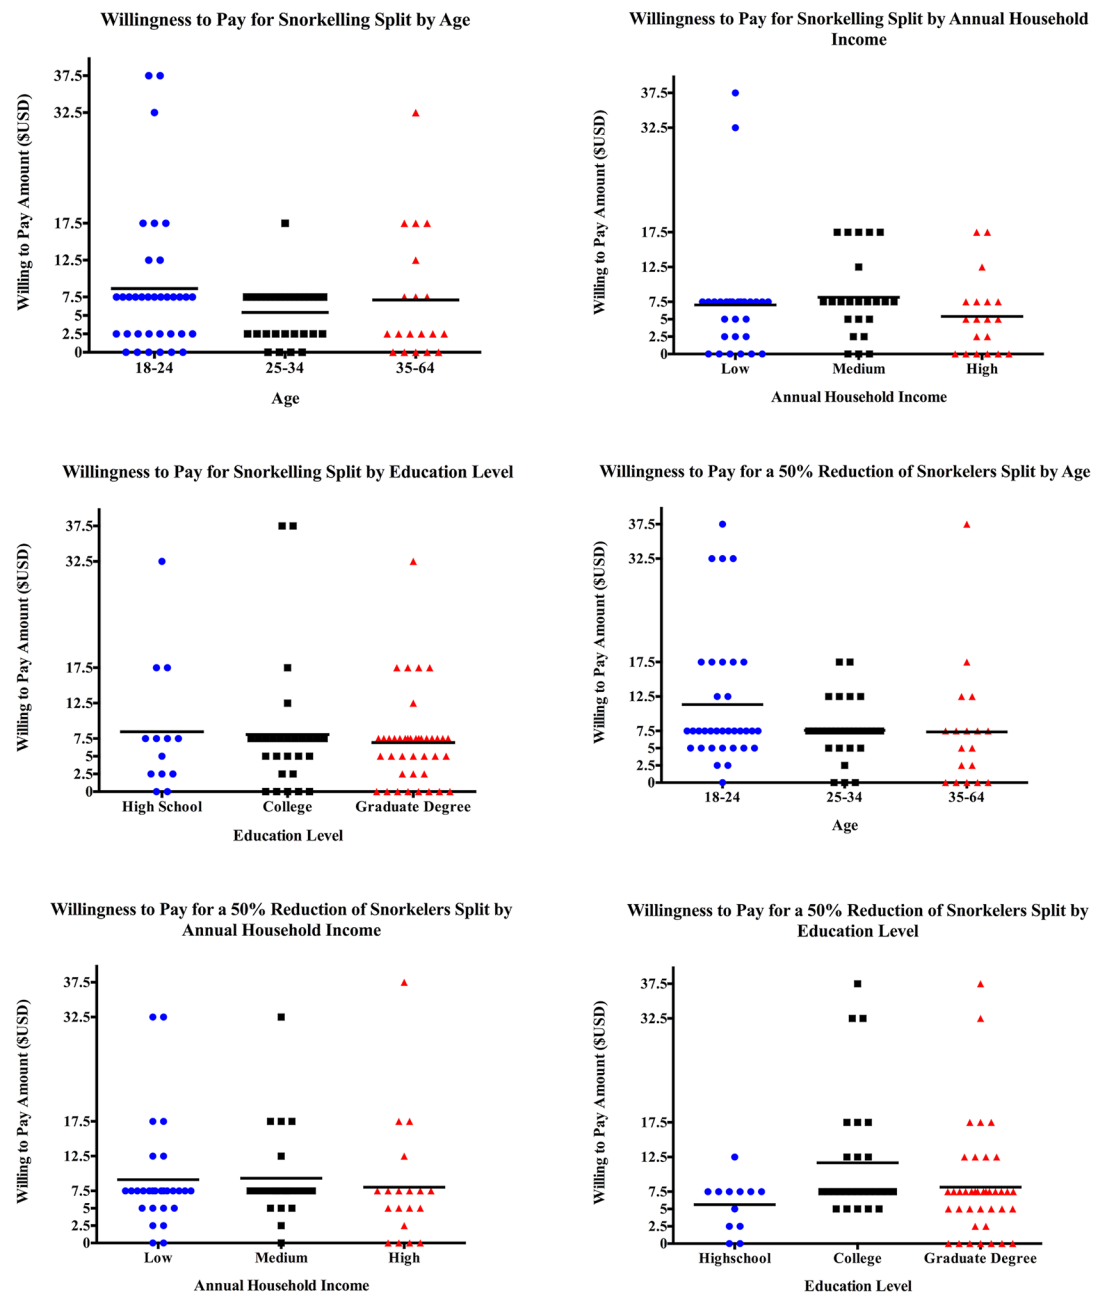 Willingness to Pay for Snorkelling Split by Age
Willing to Pay Amount ($USD)
37.5
32.5
17.5
12.5
7.5
5
2.5
0
18-24
25-34
35-64
Age
Willingness to Pay for Snorkelling Split by Annual Household
Income
Willing to Pay Amount ($USD)
37.5
32.5
17.5
12.5
7.5
5
2.5
0
Low
Medium
High
Annual Household Income
Willingness to Pay for Snorkelling Split by Education Level
Willing to Pay Amount ($USD)
37.5
32.5
17.5
12.5
7.5
5
2.5
0
High School
College
Graduate Degree
Education Level
Willingness to Pay for a 50% Reduction of Snorkelers Split by Age
Willing to Pay Amount ($USD)
37.5
32.5
17.5
12.5
7.5
5
2.5
0
18-24
25-34
35-64
Age
Willingness to Pay for a 50% Reduction of Snorkelers Split by
Annual Household Income
Willing to Pay Amount ($USD)
37.5
32.5
17.5
12.5
7.5
5
2.5
0
Low
Medium
High
Annual Household Income
Willingness to Pay for a 50% Reduction of Snorkelers Split by
Education Level
Willing to Pay Amount ($USD)
37.5
32.5
17.5
12.5
7.5
5
2.5
0
Highschool
College
Graduate Degree
Education Level